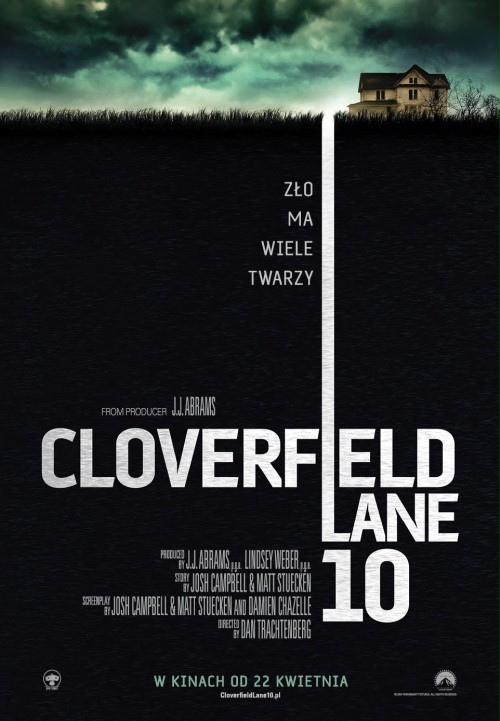 ZŁO
MA
WIELE
TWARZY
FROM PRODUCER J.J. ABRAMS
CLOVERFIELD
LANE
10
PRODUCED BY J.J. ABRAMS, p.g.a. LINDSEY WEBER, p.g.a.
STORY BY JOSH CAMPBELL & MATT STUECKEN
SCREENPLAY BY JOSH CAMPBELL & MATT STUECKEN AND DAMIEN CHAZELLE
DIRECTED BY DAN TRACHTENBERG
W KINACH OD 22 KWIETNIA
CloverfieldLane10.pl